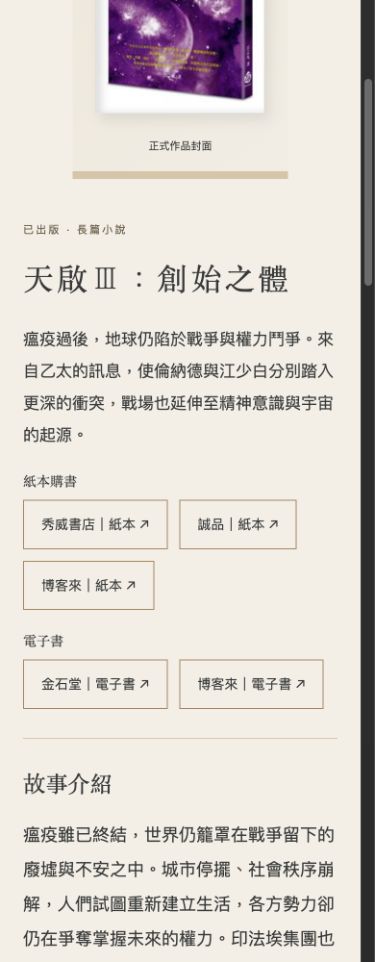 正式作品封面
已出版 · 長篇小說
天啟Ⅲ：創始之體
瘟疫過後，地球仍陷於戰爭與權力鬥爭。來
自乙太的訊息，使倫納德與江少白分別踏入
更深的衝突，戰場也延伸至精神意識與宇宙
的起源。
紙本購書
秀威書店｜紙本↗
誠品｜紙本↗
博客來｜紙本↗
電子書
金石堂｜電子書↗
博客來｜電子書↗
故事介紹
瘟疫雖已終結，世界仍籠罩在戰爭留下的
廢墟與不安之中。城市停擺、社會秩序崩
解，人們試圖重新建立生活，各方勢力卻
仍在爭奪掌握未來的權力。印法埃集團也